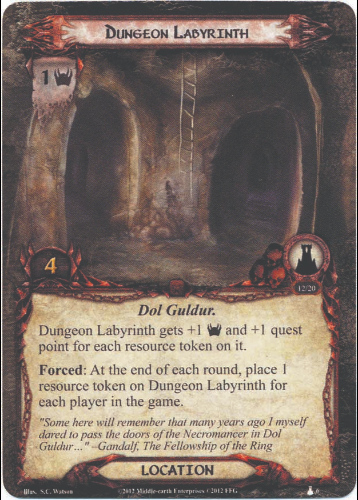 DUNGEON LABYRINTH
1
4
12/20
Dol Guldur.
Dungeon Labyrinth gets +1 and +1 quest
point for each resource token on it.
Forced: At the end of each round, place 1
resource token on Dungeon Labyrinth for
each player in the game.
"Some here will remember that many years ago I myself
dared to pass the doors of the Necromancer in Dol
Guldur…" –Gandalf, The Fellowship of the Ring
LOCATION
Illus. S.C. Watson ©2012 Middle-earth Enterprises ©2012 FFG